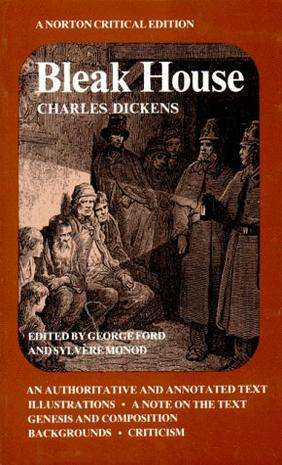 A NORTON CRITICAL EDITION
Bleak House
CHARLES DICKENS
EDITED BY GEORGE FORD
AND SYLVÈRE MONOD
AN AUTHORITATIVE AND ANNOTATED TEXT
ILLUSTRATIONS • A NOTE ON THE TEXT
GENESIS AND COMPOSITION
BACKGROUNDS • CRITICISM